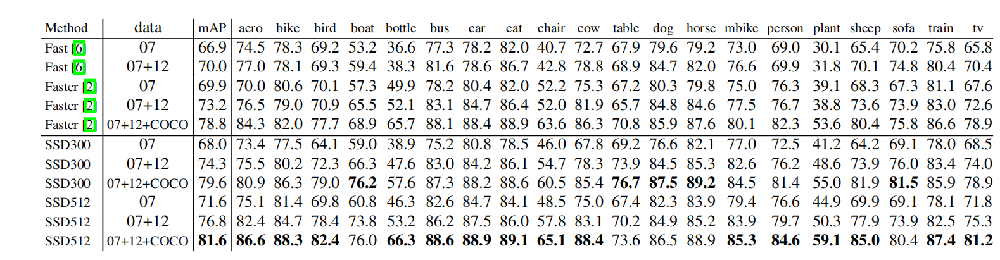 Method data mAP aero bike bird boat bottle bus car cat chair cow table dog horse mbike person plant sheep sofa train tv
Fast [6] 07 66.9 74.5 78.3 69.2 53.2 36.6 77.3 78.2 82.0 40.7 72.7 67.9 79.6 79.2 73.0 69.0 30.1 65.4 70.2 75.8 65.8
Fast [6] 07+12 70.0 77.0 78.1 69.3 59.4 38.3 81.6 78.6 86.7 42.8 78.8 68.9 84.7 82.0 76.6 69.9 31.8 70.1 74.8 80.4 70.4
Faster [2] 07 69.9 70.0 80.6 70.1 57.3 49.9 78.2 80.4 82.0 52.2 75.3 67.2 80.3 79.8 75.0 76.3 39.1 68.3 67.3 81.1 67.6
Faster [2] 07+12 73.2 76.5 79.0 70.9 65.5 52.1 83.1 84.7 86.4 52.0 81.9 65.7 84.8 84.6 77.5 76.7 38.8 73.6 73.9 83.0 72.6
Faster [2] 07+12+COCO 78.8 84.3 82.0 77.7 68.9 65.7 88.1 88.4 88.9 63.6 86.3 70.8 85.9 87.6 80.1 82.3 53.6 80.4 75.8 86.6 78.9
SSD300 07 68.0 73.4 77.5 64.1 59.0 38.9 75.2 80.8 78.5 46.0 67.8 69.2 76.6 82.1 77.0 72.5 41.2 64.2 69.1 78.0 68.5
SSD300 07+12 74.3 75.5 80.2 72.3 66.3 47.6 83.0 84.2 86.1 54.7 78.3 73.9 84.5 85.3 82.6 76.2 48.6 73.9 76.0 83.4 74.0
SSD300 07+12+COCO 79.6 80.9 86.3 79.0 76.2 57.6 87.3 88.2 88.6 60.5 85.4 76.7 87.5 89.2 84.5 81.4 55.0 81.9 81.5 85.9 78.9
SSD512 07 71.6 75.1 81.4 69.8 60.8 46.3 82.6 84.7 84.1 48.5 75.0 67.4 82.3 83.9 79.4 76.6 44.9 69.9 69.1 78.1 71.8
SSD512 07+12 76.8 82.4 84.7 78.4 73.8 53.2 86.2 87.5 86.0 57.8 83.1 70.2 84.9 85.2 83.9 79.7 50.3 77.9 73.9 82.5 75.3
SSD512 07+12+COCO 81.6 86.6 88.3 82.4 76.0 66.3 88.6 88.9 89.1 65.1 88.4 73.6 86.5 88.9 85.3 84.6 59.1 85.0 80.4 87.4 81.2